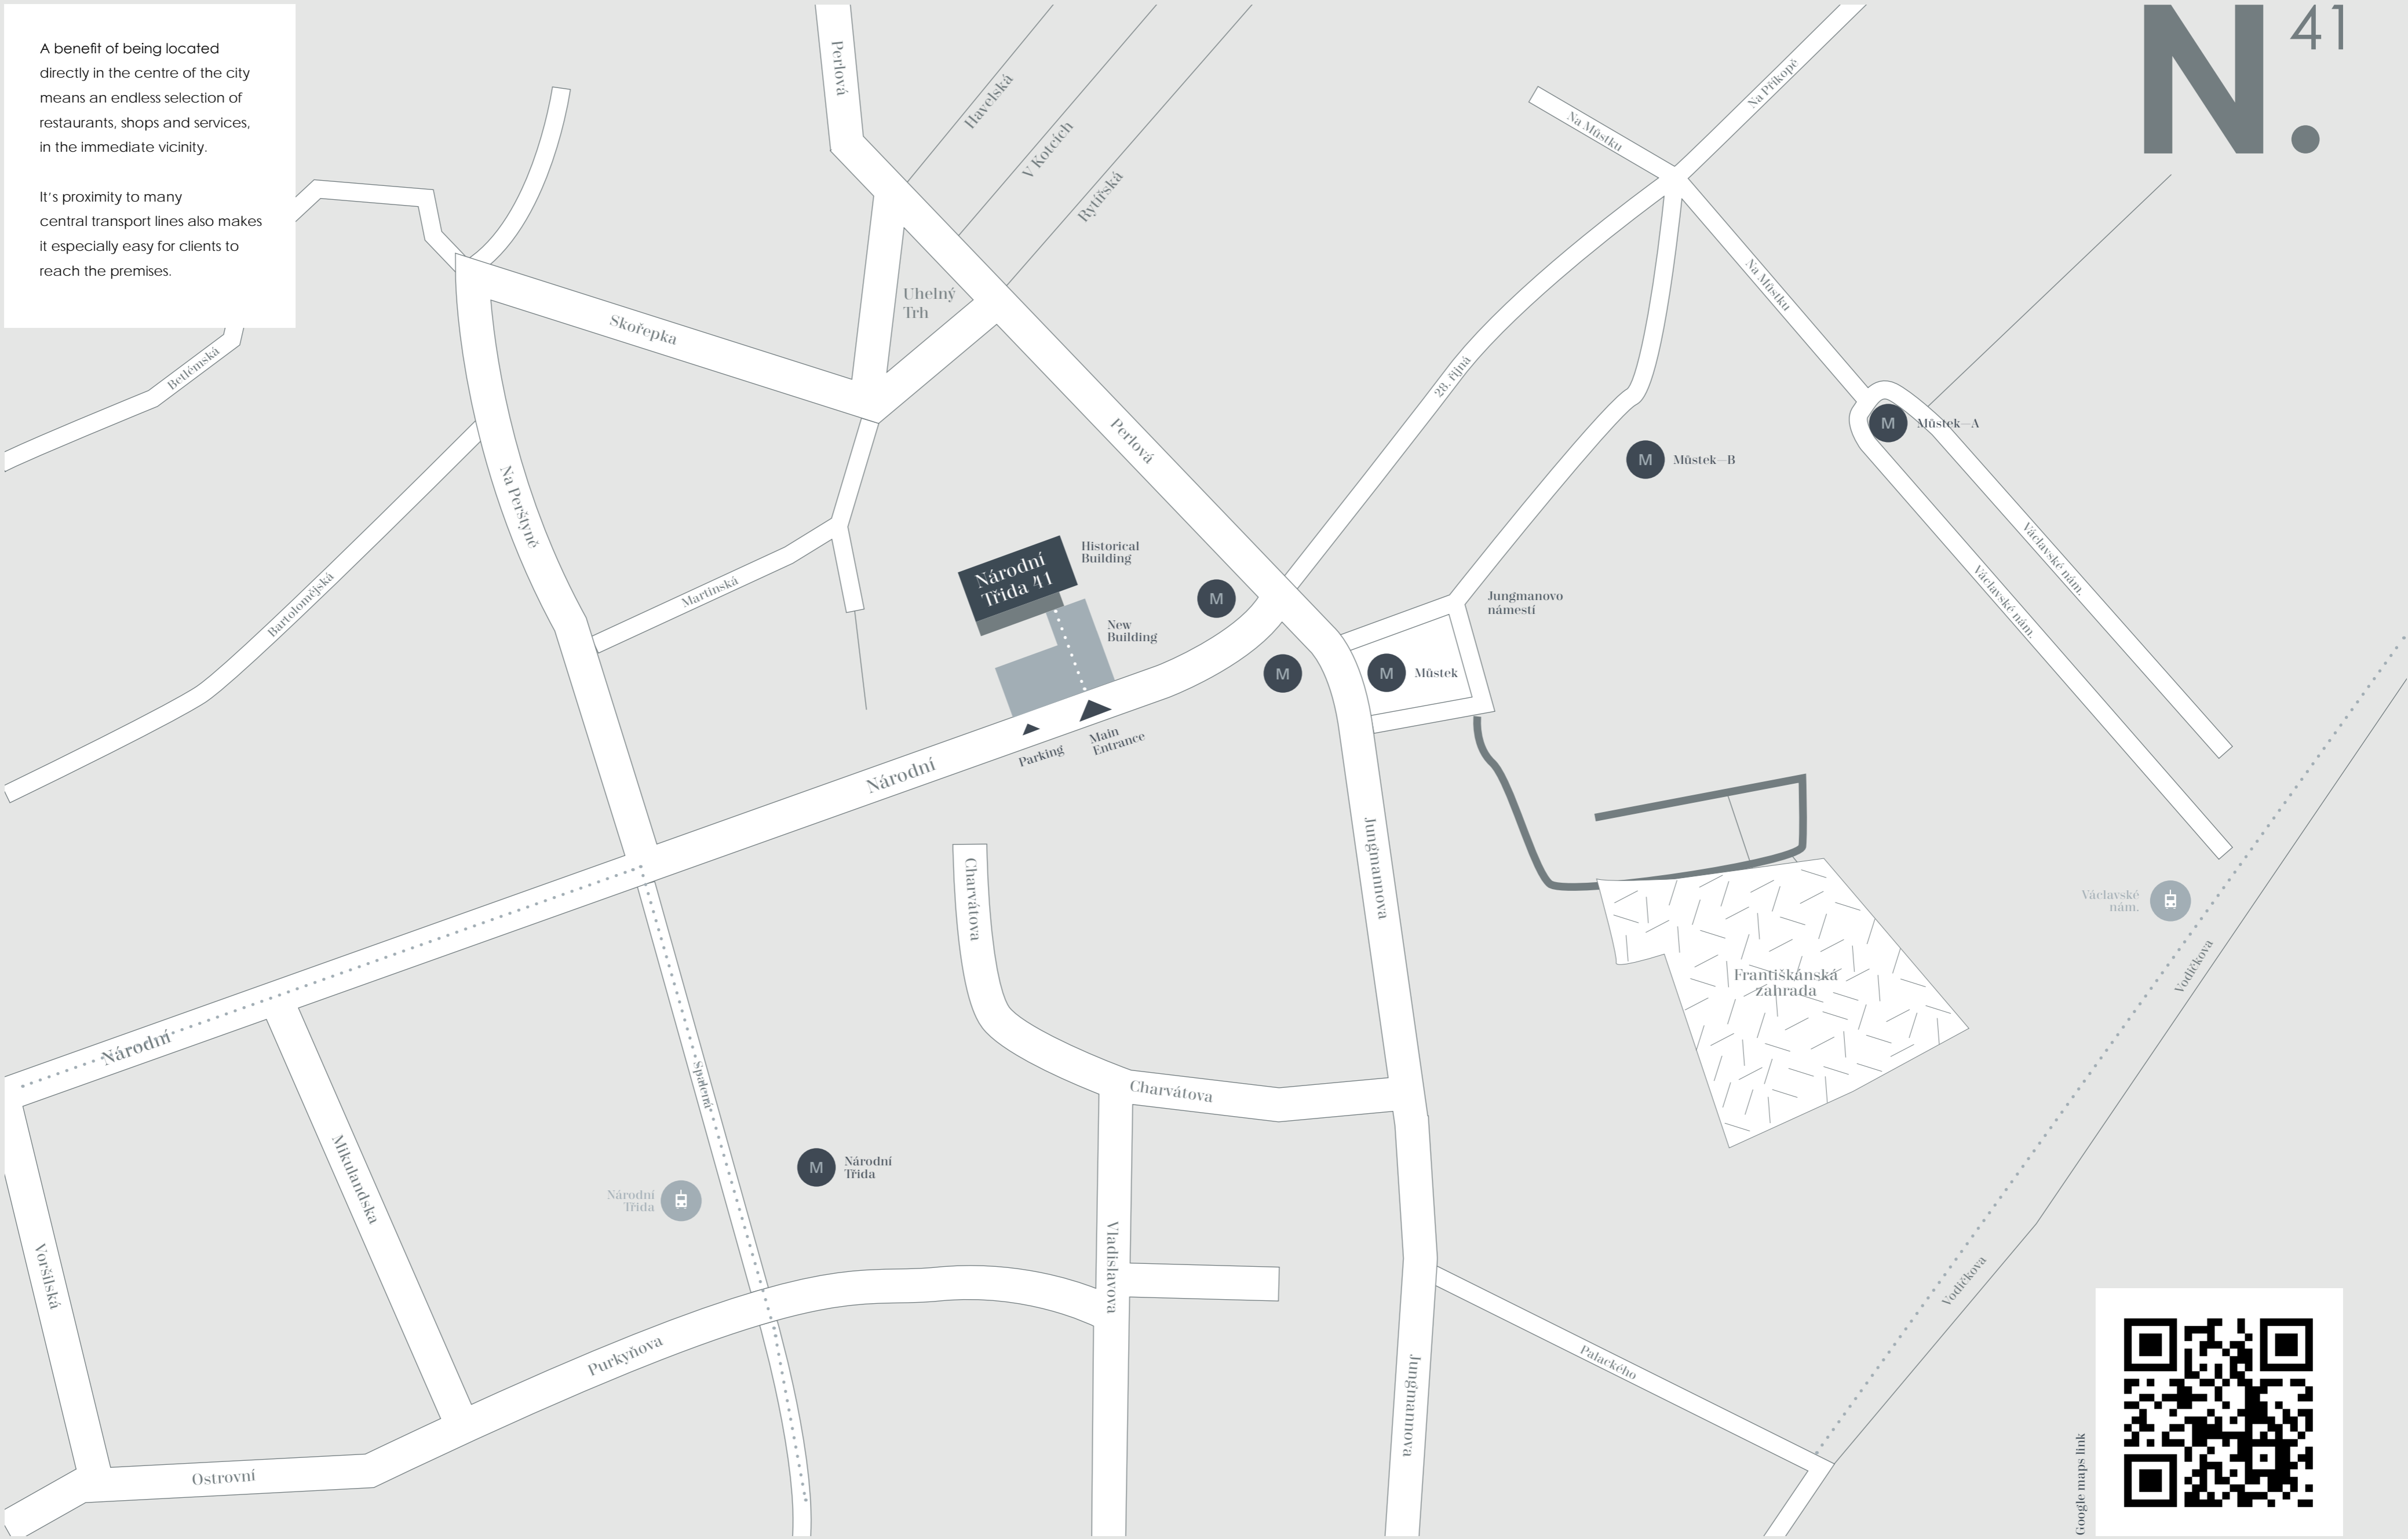 A benefit of being located
directly in the centre of the city
means an endless selection of
restaurants, shops and services,
in the immediate vicinity.
It's proximity to many
central transport lines also makes
it especially easy for clients to
reach the premises.
N.41
Perlová
Havelská
V Kotcích
Rytířská
Na Můstku
Na Příkopě
Na Můstku
Uhelný
Trh
Skořepka
Betlémská
28. října
Perlová
Můstek—A
Můstek—B
M
M
Na Perštýně
Václavské nám.
Václavské nám.
Národní
Třída 41
Historical
Building
Bartolomějská
Martinská
M
Jungmanovo
náměstí
New
Building
M
M
Můstek
Parking
Main
Entrance
Národní
Jungmannova
Charvátova
Václavské
nám.
Vodičkova
Františkánská
zahrada
Národní
Spálená
Charvátova
Mikulandská
M
Národní
Třída
Národní
Třída
Voršilská
Vladislavova
Vodičkova
Purkyňova
Palackého
Jungmannova
Ostrovní
Google maps link